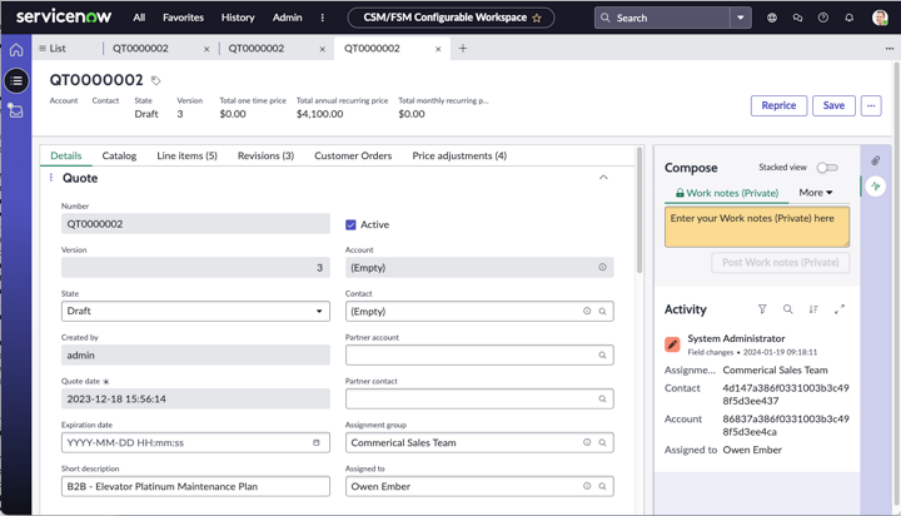 servicenow All Favorites History Admin CSM/FSM Configurable Workspace Search
List QT0000002 × QT0000002 × QT0000002 × +
QT0000002
Account Contact State Version Total one time price Total annual recurring price Total monthly recurring p...
Draft 3 $0.00 $4,100.00 $0.00
Reprice Save ...
Details Catalog Line items (5) Revisions (3) Customer Orders Price adjustments (4)
Quote
Number
QT0000002
Active
Version
3
Account
(Empty)
State
Draft
Contact
(Empty)
Created by
admin
Partner account
Quote date
2023-12-18 15:56:14
Partner contact
Expiration date
YYYY-MM-DD HH:mm:ss
Assignment group
Commerical Sales Team
Short description
B2B - Elevator Platinum Maintenance Plan
Assigned to
Owen Ember
Compose Stacked view
Work notes (Private) More
Enter your Work notes (Private) here
Post Work notes (Private)
Activity
System Administrator
Field changes • 2024-01-19 09:18:11
Assignme... Commerical Sales Team
Contact 4d147a386f0331003b3c49
8f5d3ee437
Account 86837a386f0331003b3c49
8f5d3ee4ca
Assigned to Owen Ember